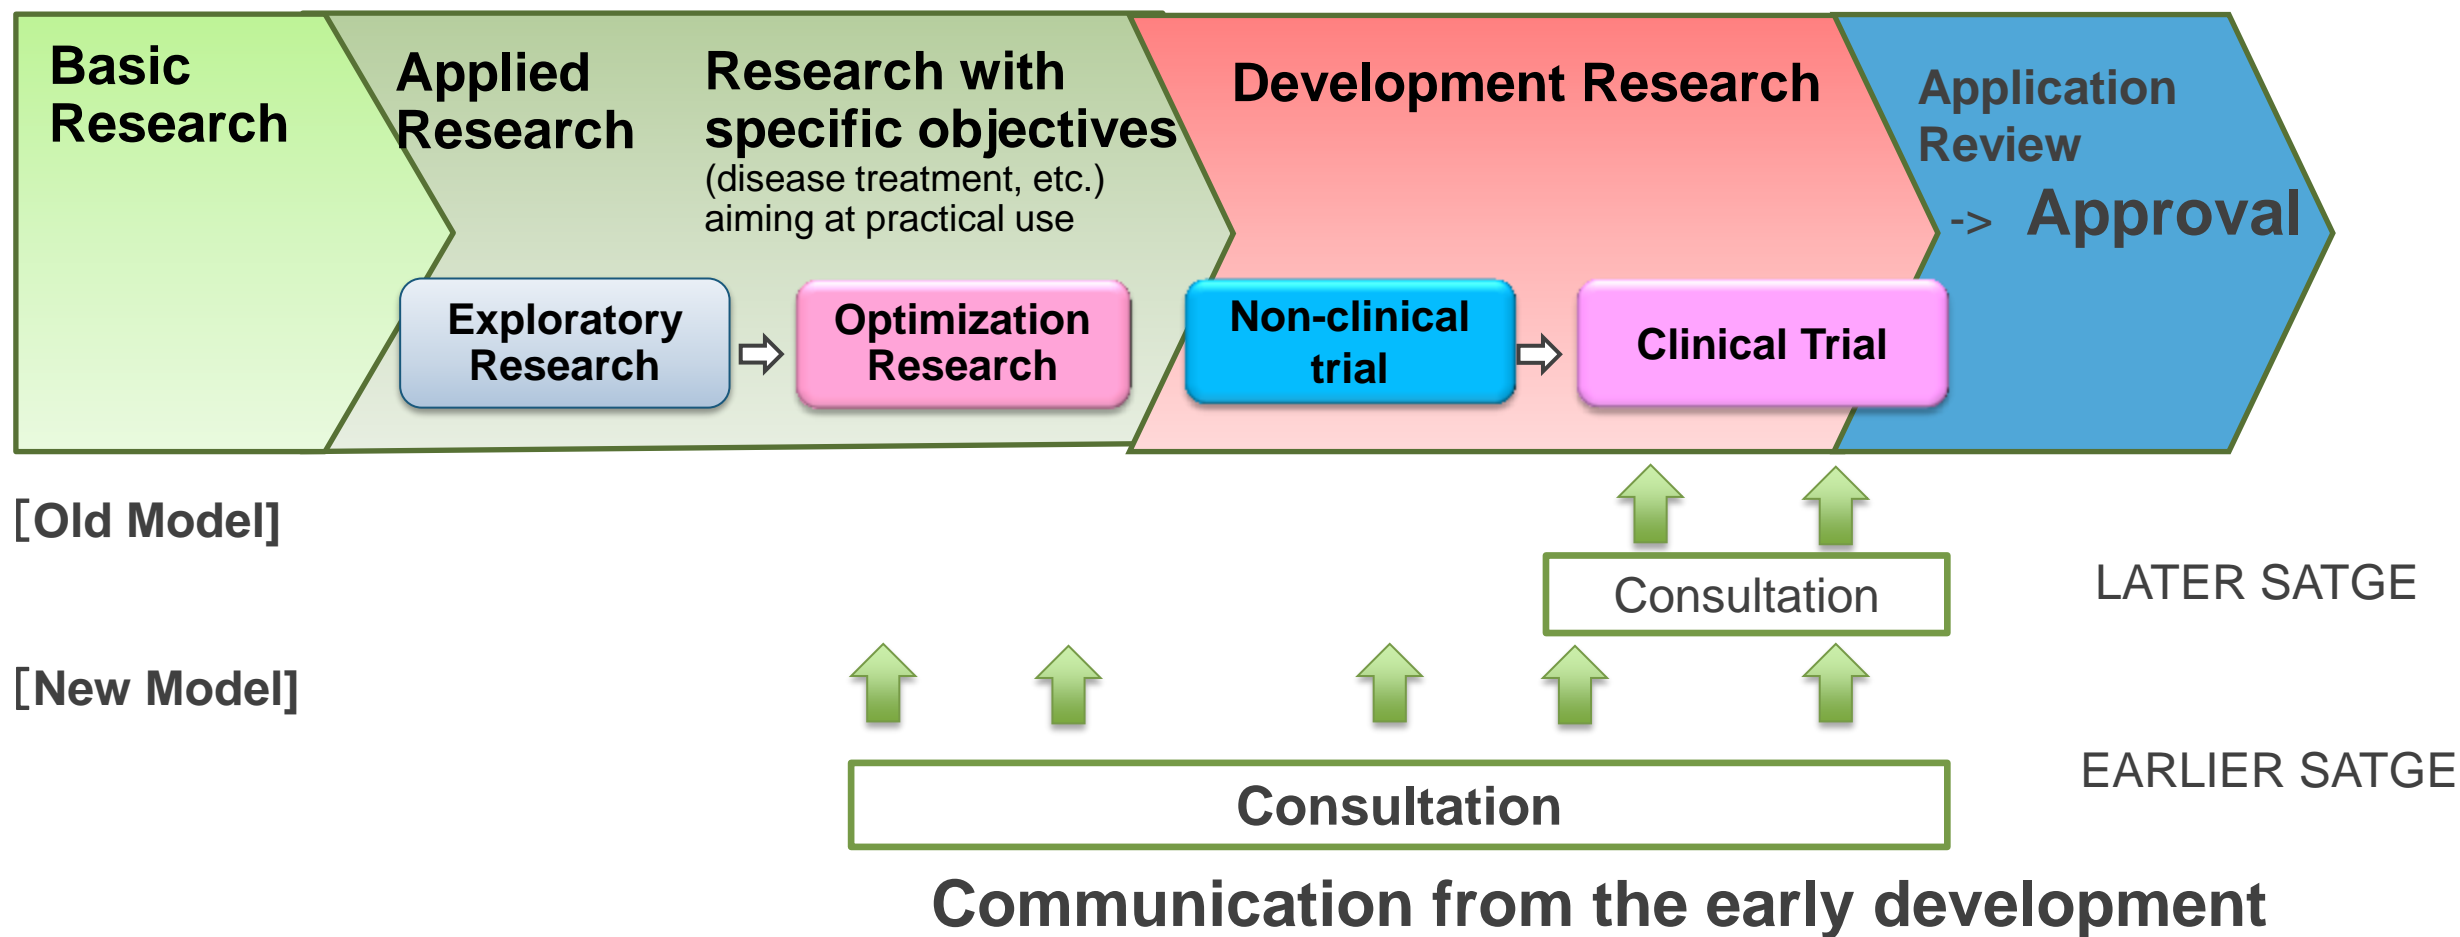 Basic
Research
Applied
Research
Research with
specific objectives
(disease treatment, etc.)
aiming at practical use
Development Research
Application
Review
-> Approval
Exploratory
Research
Optimization
Research
Non-clinical
trial
Clinical Trial
[Old Model]
Consultation
LATER SATGE
[New Model]
Consultation
EARLIER SATGE
Communication from the early development